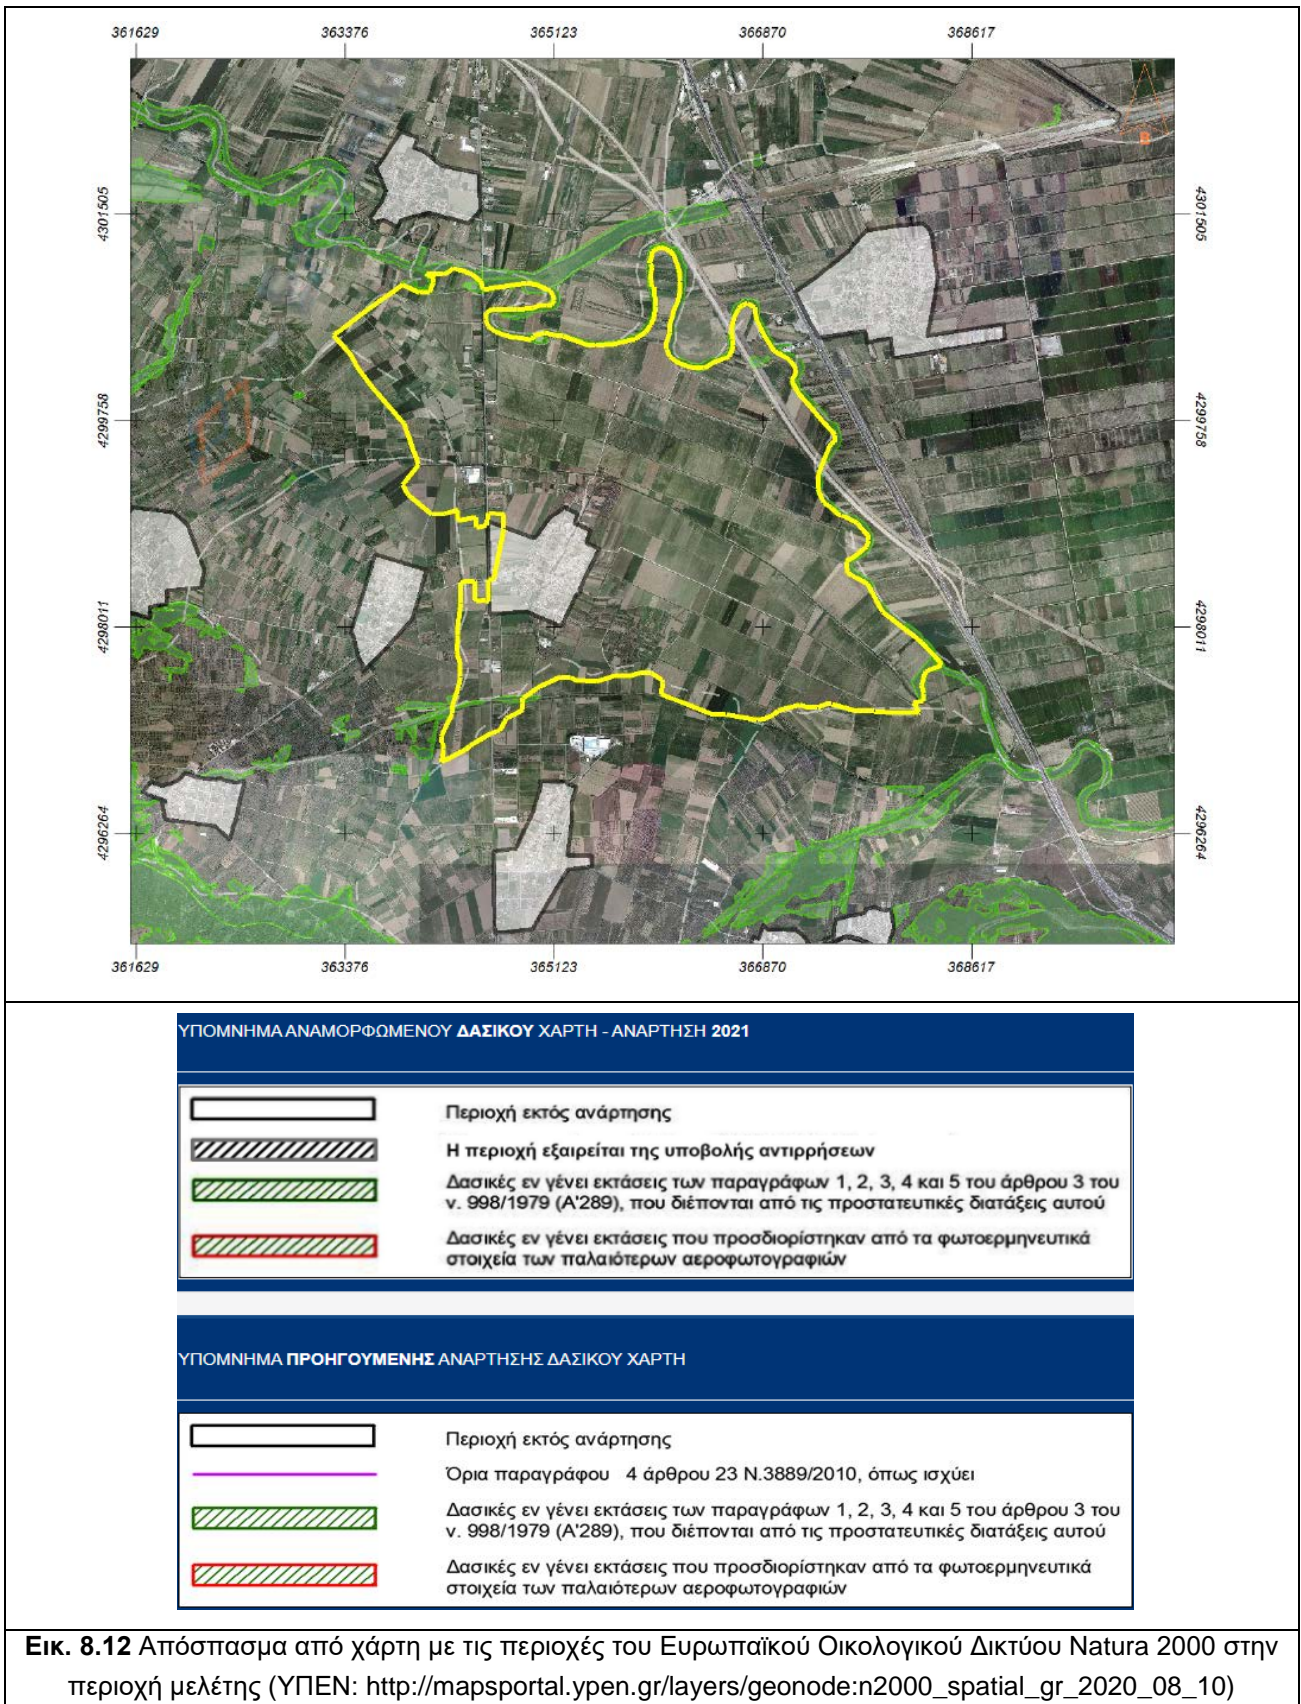 361629 363376 365123 366870 368617
B
4301505 4301505
4299758 4299758
4298011 4298011
4296264 4296264
361629 363376 365123 366870 368617
ΥΠΟΜΝΗΜΑ ΑΝΑΜΟΡΦΩΜΕΝΟΥ ΔΑΣΙΚΟΥ ΧΑΡΤΗ - ΑΝΑΡΤΗΣΗ 2021
Περιοχή εκτός ανάρτησης
Η περιοχή εξαιρείται της υποβολής αντιρρήσεων
Δασικές εν γένει εκτάσεις των παραγράφων 1, 2, 3, 4 και 5 του άρθρου 3 του
ν. 998/1979 (Α'289), που διέπονται από τις προστατευτικές διατάξεις αυτού
Δασικές εν γένει εκτάσεις που προσδιορίστηκαν από τα φωτοερμηνευτικά
στοιχεία των παλαιότερων αεροφωτογραφιών
ΥΠΟΜΝΗΜΑ ΠΡΟΗΓΟΥΜΕΝΗΣ ΑΝΑΡΤΗΣΗΣ ΔΑΣΙΚΟΥ ΧΑΡΤΗ
Περιοχή εκτός ανάρτησης
Όρια παραγράφου 4 άρθρου 23 Ν.3889/2010, όπως ισχύει
Δασικές εν γένει εκτάσεις των παραγράφων 1, 2, 3, 4 και 5 του άρθρου 3 του
ν. 998/1979 (Α'289), που διέπονται από τις προστατευτικές διατάξεις αυτού
Δασικές εν γένει εκτάσεις που προσδιορίστηκαν από τα φωτοερμηνευτικά
στοιχεία των παλαιότερων αεροφωτογραφιών
Εικ. 8.12 Απόσπασμα από χάρτη με τις περιοχές του Ευρωπαϊκού Οικολογικού Δικτύου Natura 2000 στην
περιοχή μελέτης (ΥΠΕΝ: http://mapsportal.ypen.gr/layers/geonode:n2000_spatial_gr_2020_08_10)